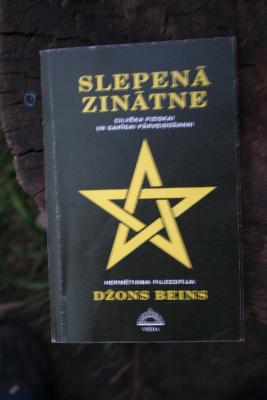 SLEPENĀ
ZINĀTNE
CILVĒKA FIZISKAI
UN GARĪGAI PĀRVEIDOŠANAI
HERMĒTISMA FILOZOFIJA
DŽONS BEINS